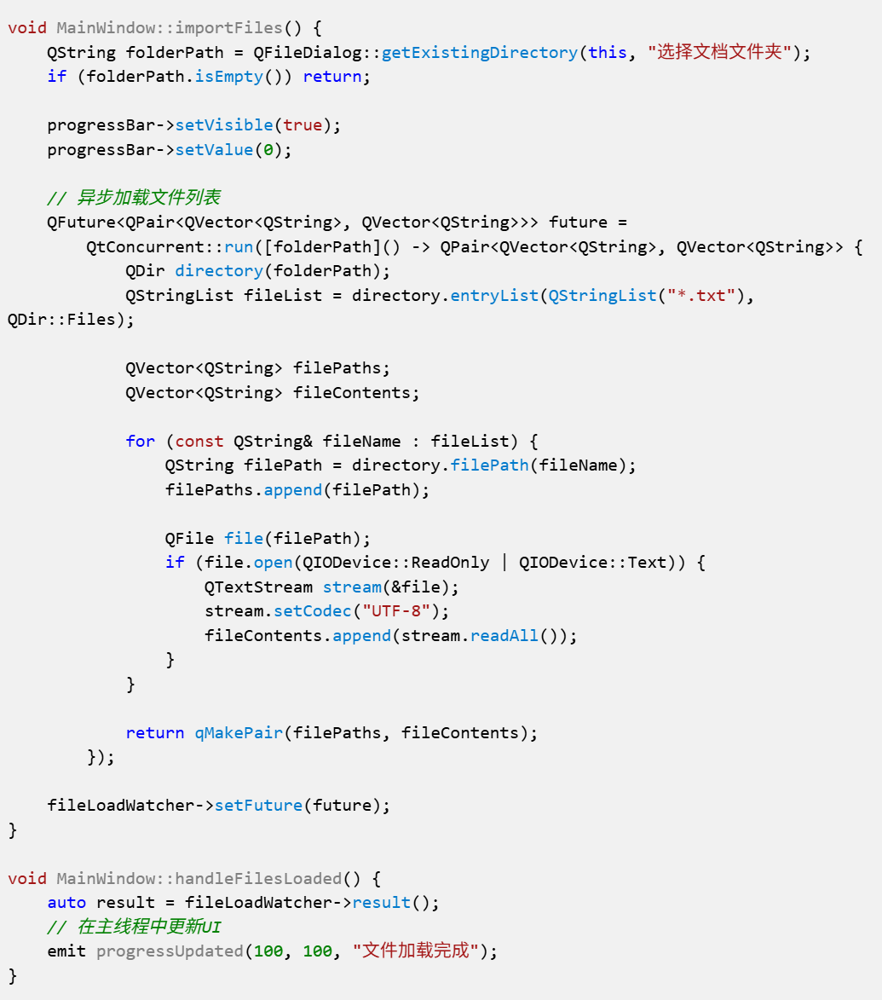 void MainWindow::importFiles() {
    QString folderPath = QFileDialog::getExistingDirectory(this, "选择文档文件夹");
    if (folderPath.isEmpty()) return;

    progressBar->setVisible(true);
    progressBar->setValue(0);

    // 异步加载文件列表
    QFuture<QPair<QVector<QString>, QVector<QString>>> future =
        QtConcurrent::run([folderPath]() -> QPair<QVector<QString>, QVector<QString>> {
            QDir directory(folderPath);
            QStringList fileList = directory.entryList(QStringList("*.txt"),
QDir::Files);

            QVector<QString> filePaths;
            QVector<QString> fileContents;

            for (const QString& fileName : fileList) {
                QString filePath = directory.filePath(fileName);
                filePaths.append(filePath);

                QFile file(filePath);
                if (file.open(QIODevice::ReadOnly | QIODevice::Text)) {
                    QTextStream stream(&file);
                    stream.setCodec("UTF-8");
                    fileContents.append(stream.readAll());
                }
            }

            return qMakePair(filePaths, fileContents);
        });

    fileLoadWatcher->setFuture(future);
}

void MainWindow::handleFilesLoaded() {
    auto result = fileLoadWatcher->result();
    // 在主线程中更新UI
    emit progressUpdated(100, 100, "文件加载完成");
}